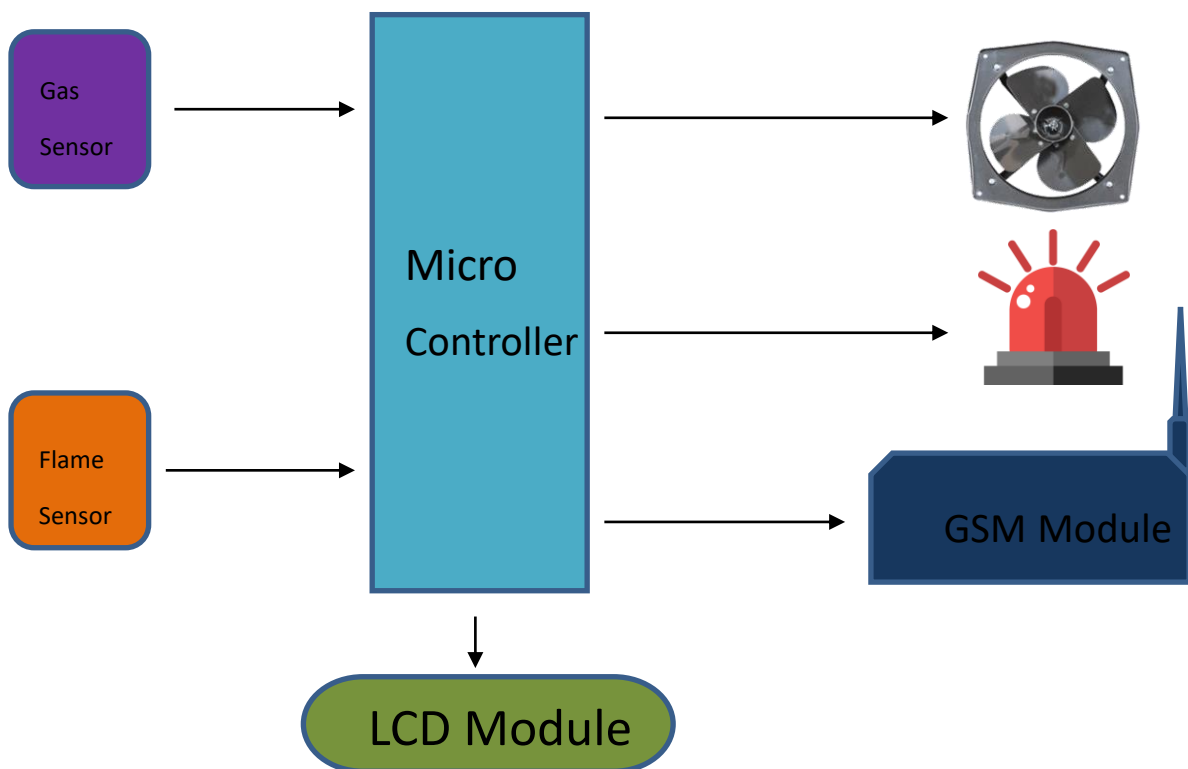 Gas
Sensor
Micro
Controller
Flame
Sensor
GSM Module
LCD Module